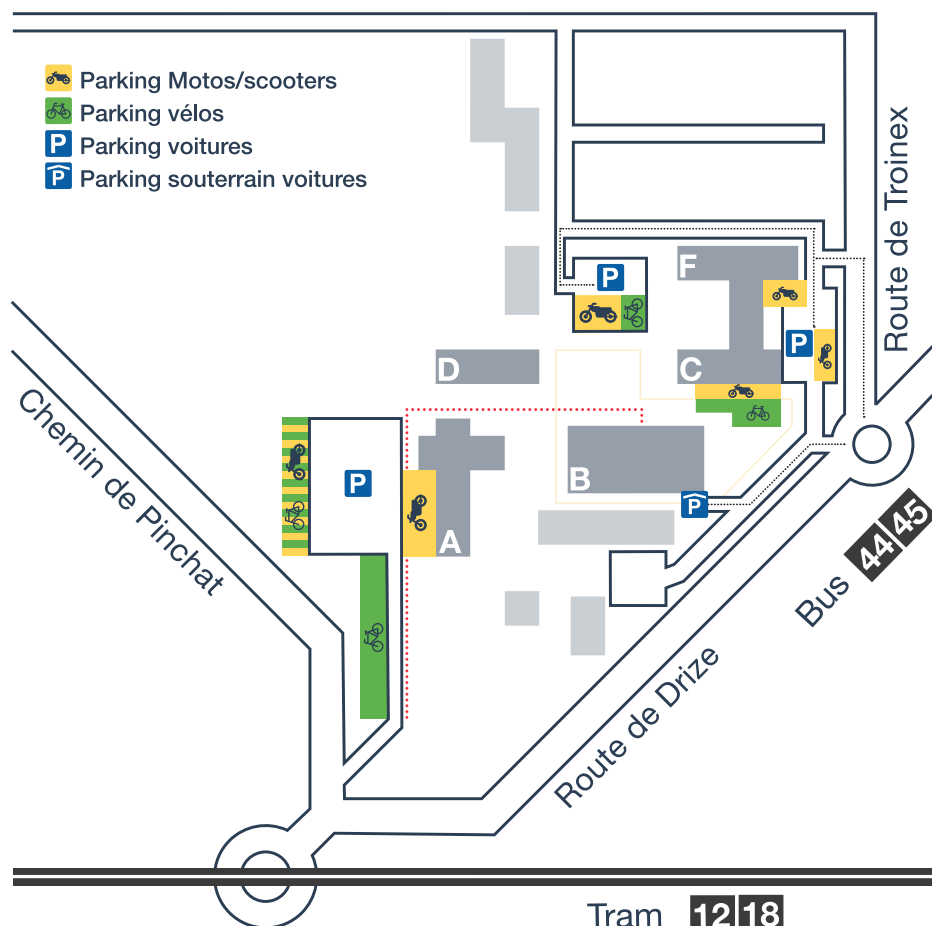 Parking Motos/scooters
P Parking vélos
P Parking voitures
P Parking souterrain voitures
Route de Troinex
F
P
P
D
C
Chemin de Pinchat
P
B
P
A
Bus 44 45
Route de Drize
Tram 12 18